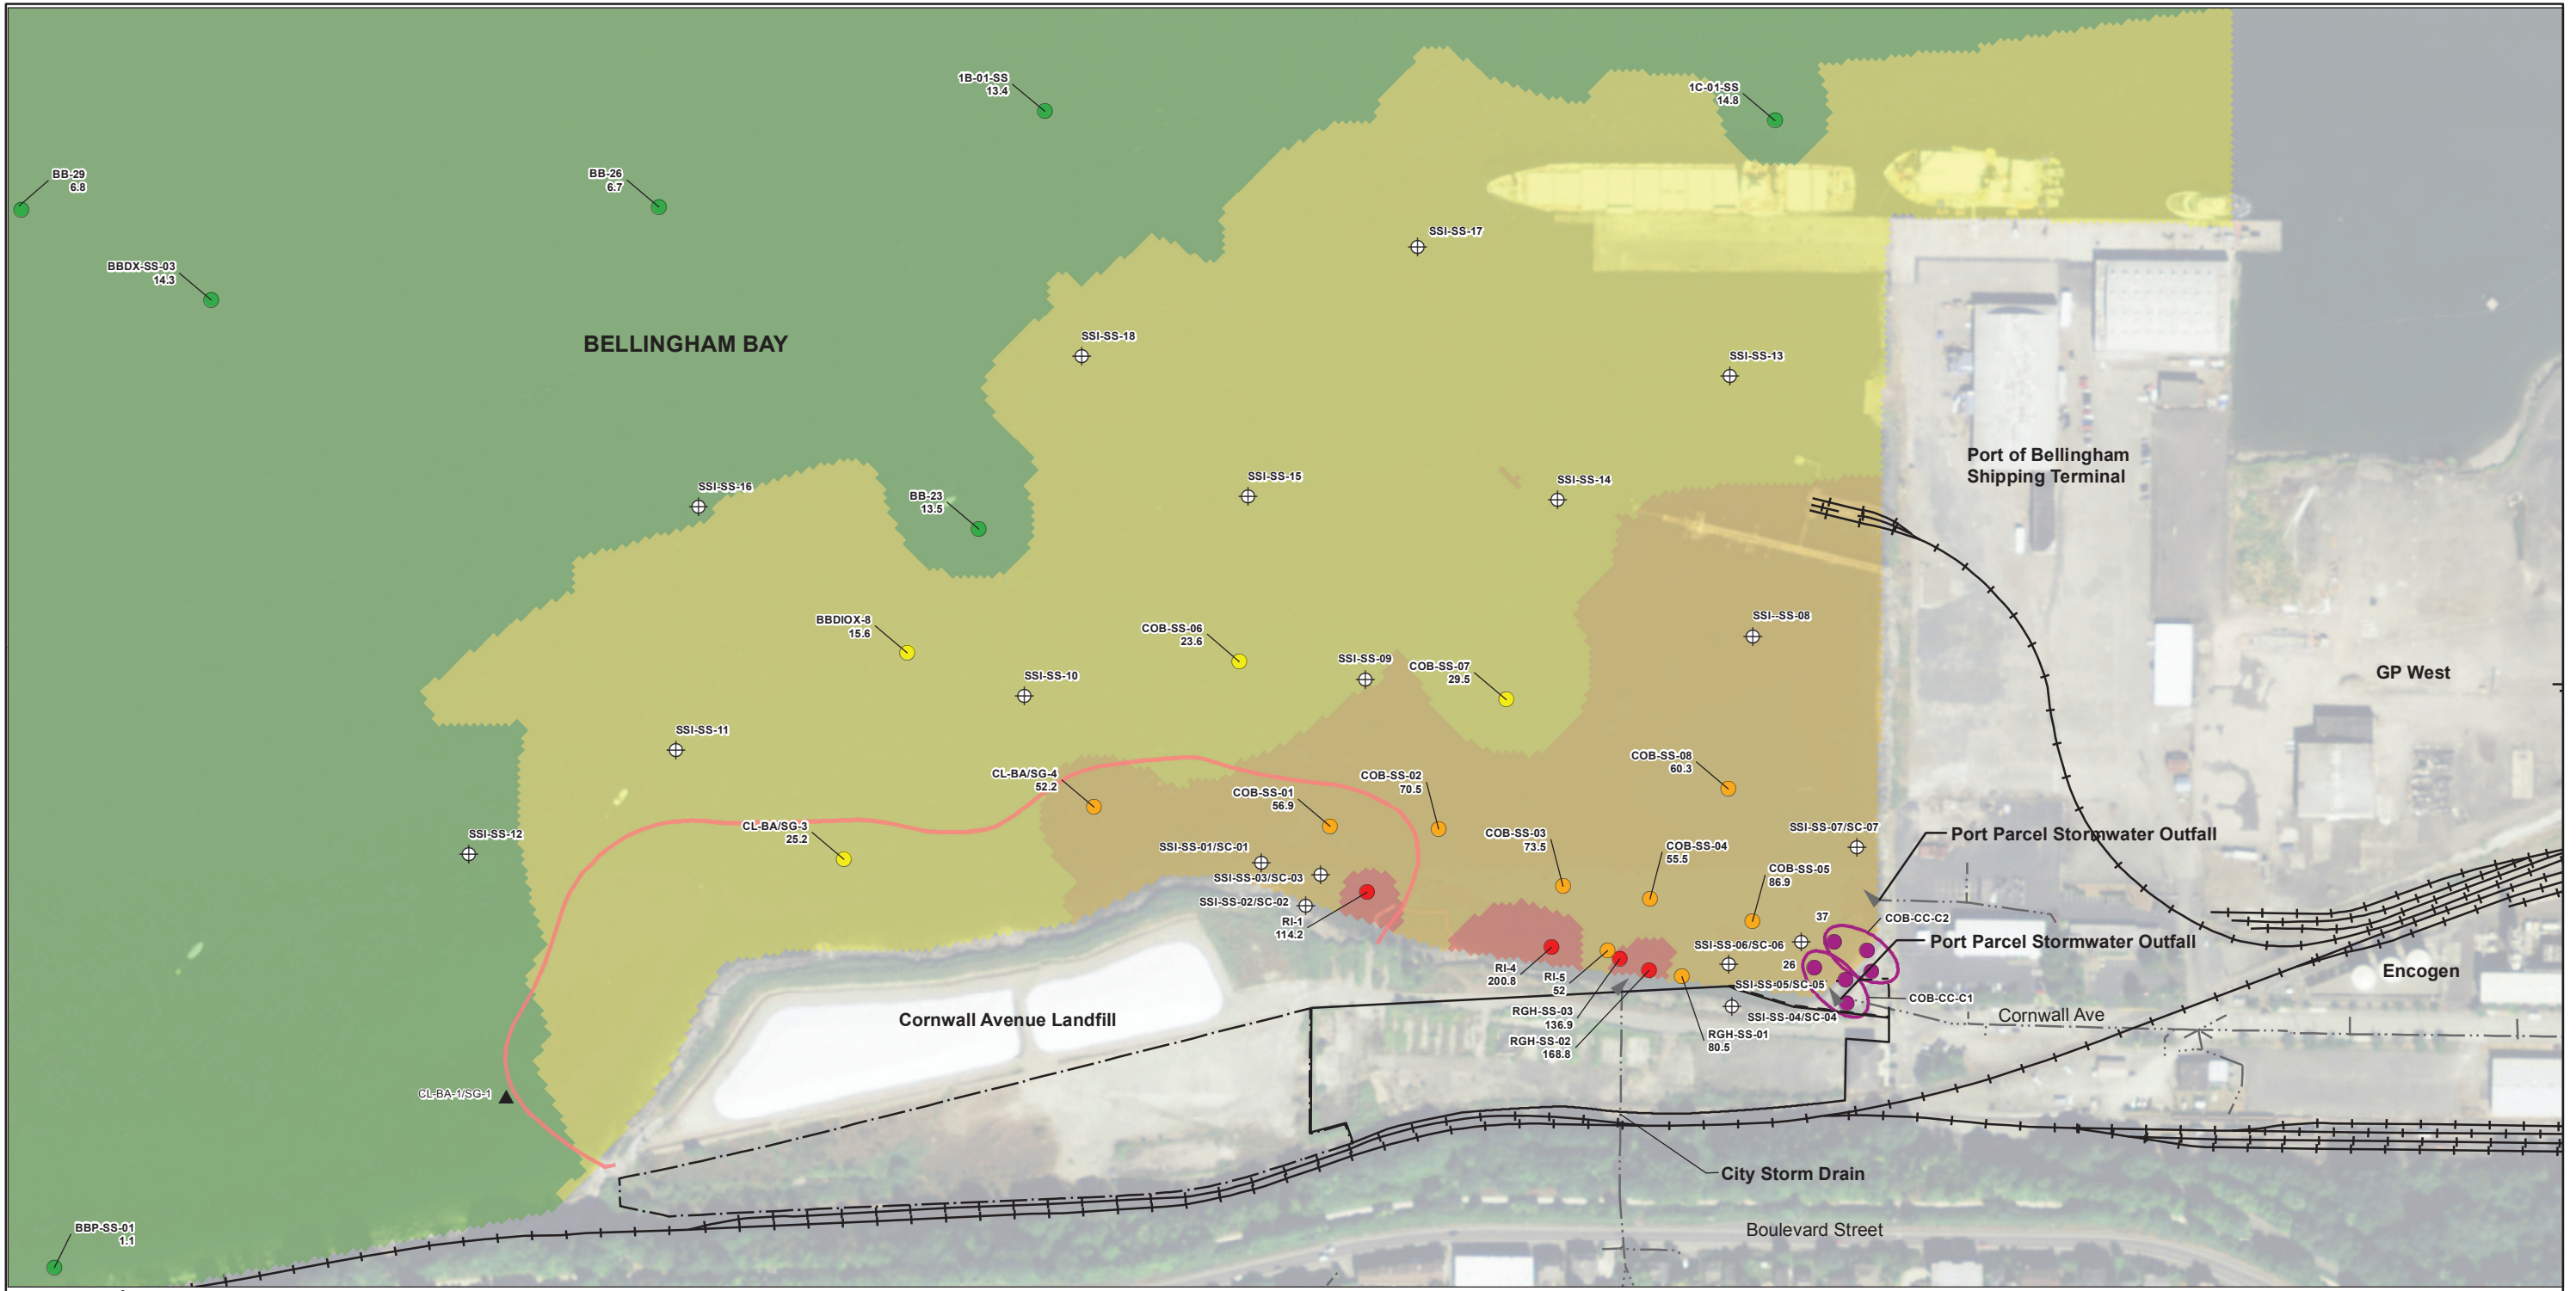 1B-01-SS
13.4
1C-01-SS
14.8
BB-29
6.8
BB-26
6.7
SSI-SS-17
BBDX-SS-03
14.3
BELLINGHAM BAY
SSI-SS-18
SSI-SS-13
Port of Bellingham
Shipping Terminal
SSI-SS-16
BB-23
13.5
SSI-SS-15
SSI-SS-14
BBDIOX-8
15.6
COB-SS-06
23.6
SSI--SS-08
SSI-SS-09
COB-SS-07
29.5
SSI-SS-10
GP West
SSI-SS-11
CL-BA/SG-4
52.2
COB-SS-01
56.9
COB-SS-02
70.5
COB-SS-08
60.3
CL-BA/SG-3
25.2
SSI-SS-12
COB-SS-03
73.5
SSI-SS-07/SC-07
Port Parcel Stormwater Outfall
SSI-SS-01/SC-01
COB-SS-04
55.5
COB-SS-05
86.9
SSI-SS-03/SC-03
SSI-SS-02/SC-02
RI-1
114.2
37
COB-CC-C2
SSI-SS-06/SC-06
Port Parcel Stormwater Outfall
26
RI-4
200.8
RI-5
52
Encogen
SSI-SS-05/SC-05
COB-CC-C1
RGH-SS-03
136.9
SSI-SS-04/SC-04
Cornwall Ave
Cornwall Avenue Landfill
RGH-SS-02
168.8
RGH-SS-01
80.5
CL-BA-1/SG-1
City Storm Drain
BBP-SS-01
1.1
Boulevard Street